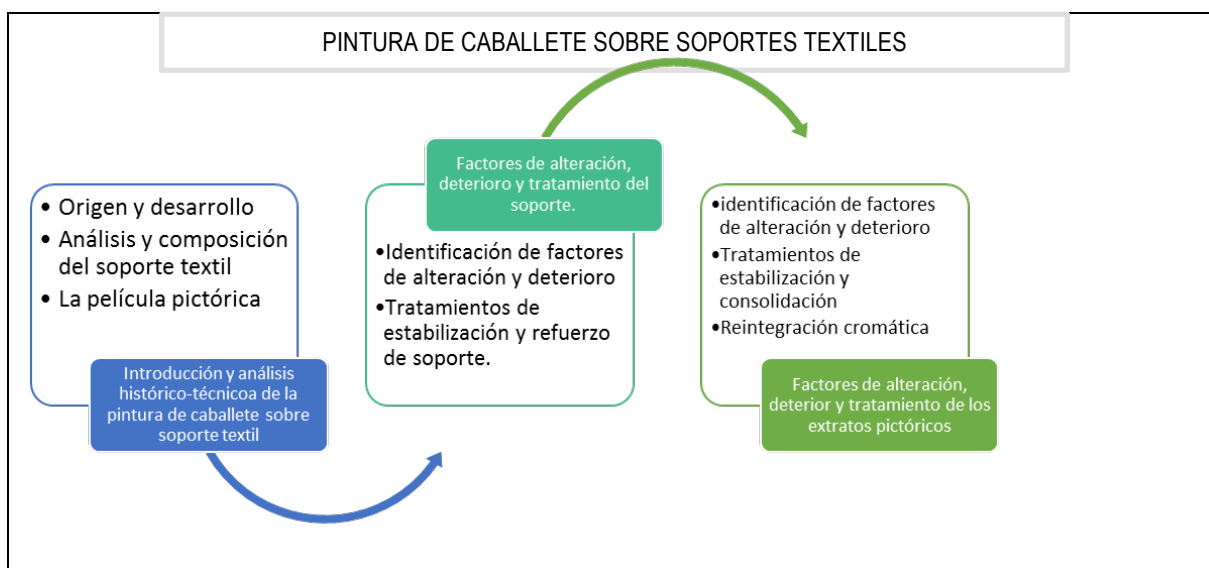 PINTURA DE CABALLETE SOBRE SOPORTES TEXTILES
• Origen y desarrollo
• Análisis y composición
del soporte textil
• La película pictórica
Introducción y análisis
histórico-técnicoa de la
pintura de caballete sobre
soporte textil
Factores de alteración,
deterioro y tratamiento del
soporte.
•Identificación de factores
de alteración y deterioro
•Tratamientos de
estabilización y refuerzo
de soporte.
•identificación de factores
de alteración y deterioro
•Tratamientos de
estabilización y
consolidación
•Reintegración cromática
Factores de alteración,
deterior y tratamiento de los
extratos pictóricos